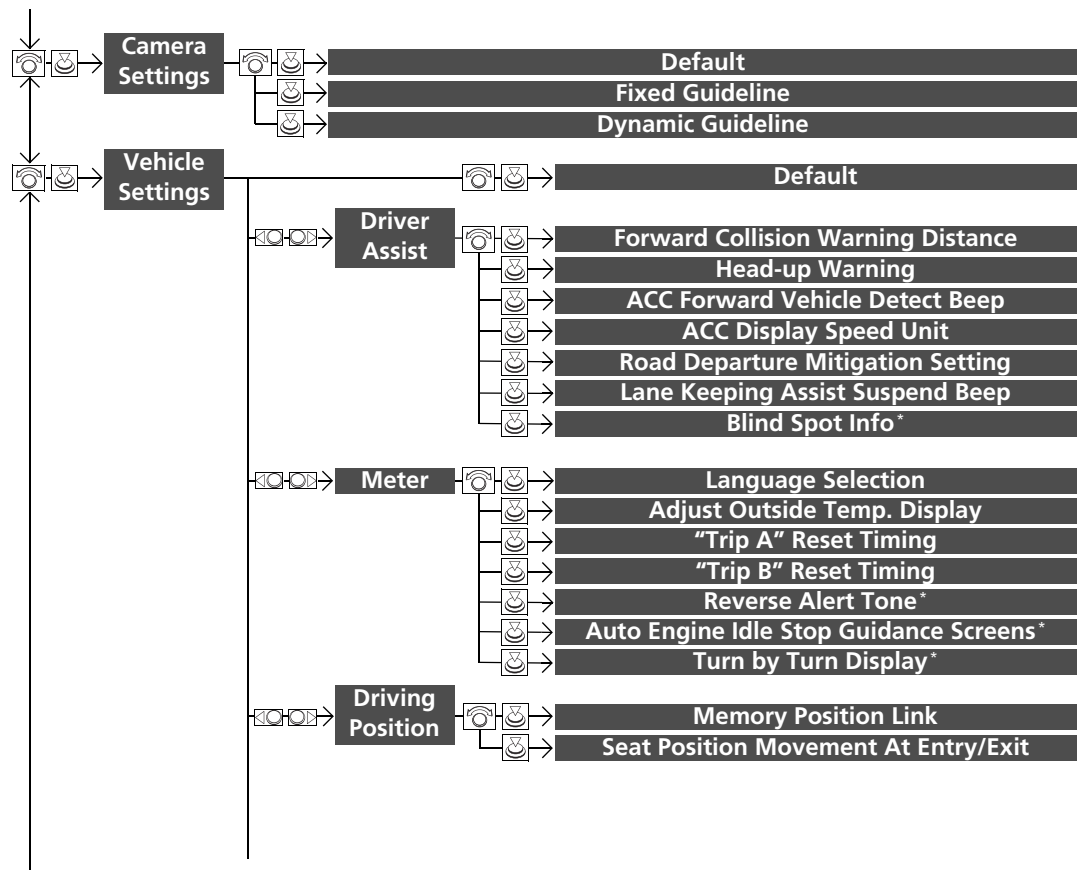 Camera
Settings
Default
Fixed Guideline
Dynamic Guideline
Vehicle
Settings
Default
Driver
Assist
Forward Collision Warning Distance
Head-up Warning
ACC Forward Vehicle Detect Beep
ACC Display Speed Unit
Road Departure Mitigation Setting
Lane Keeping Assist Suspend Beep
Blind Spot Info*
Meter
Language Selection
Adjust Outside Temp. Display
“Trip A” Reset Timing
“Trip B” Reset Timing
Reverse Alert Tone*
Auto Engine Idle Stop Guidance Screens*
Turn by Turn Display*
Driving
Position
Memory Position Link
Seat Position Movement At Entry/Exit